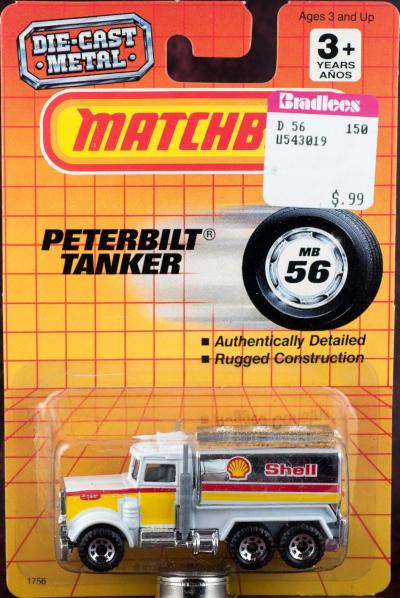 DIE-CAST
METAL
Ages 3 and Up
3+
YEARS
AÑOS
MATCHB
Bradlees
D 56 150
U543019
$.99
PETERBILT®
TANKER
MB
56
■ Authentically Detailed
■ Rugged Construction
Shell
1756